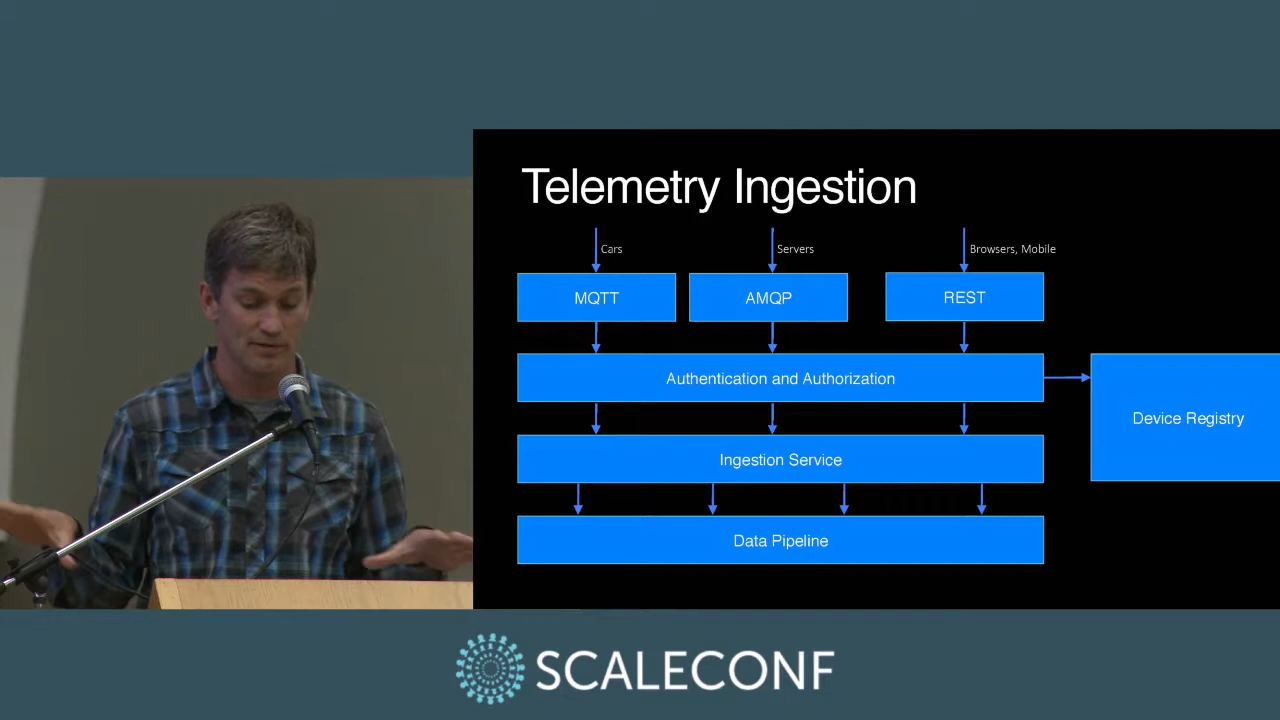 Telemetry Ingestion
Cars
Servers
Browsers, Mobile
MQTT
AMQP
REST
Authentication and Authorization
Device Registry
Ingestion Service
Data Pipeline
SCALECONF